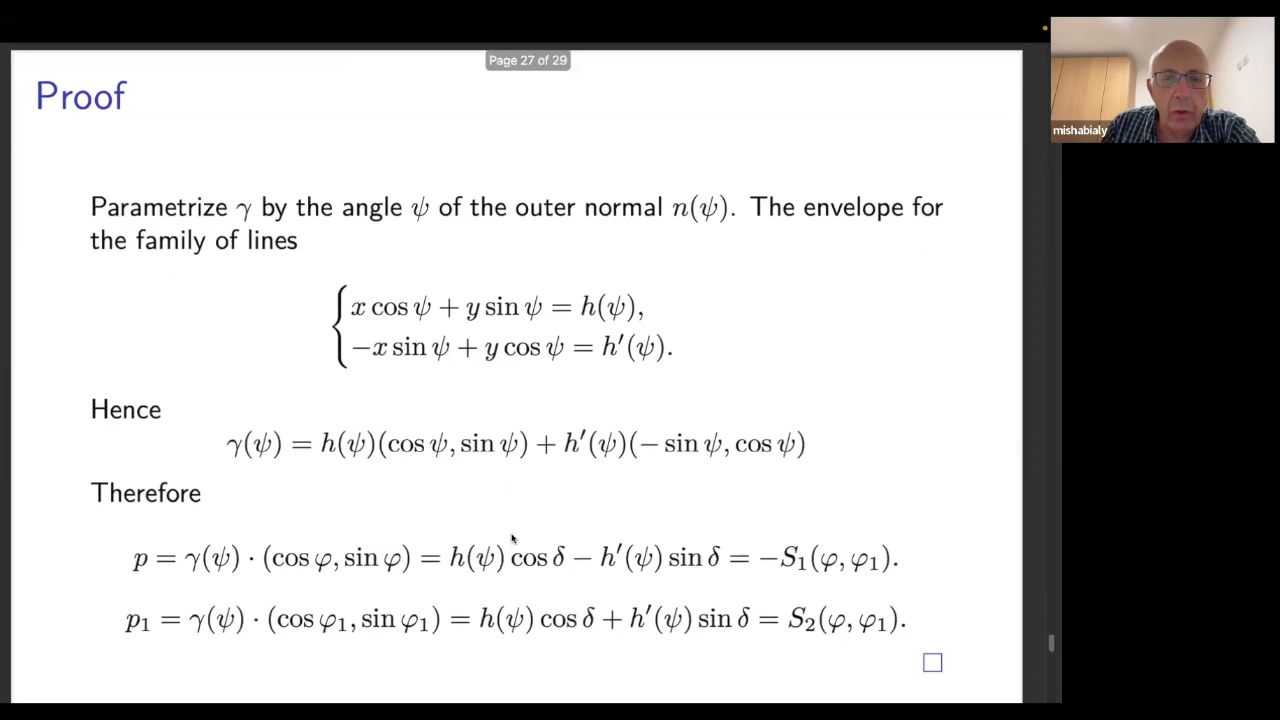 Page 27 of 29
Proof
Parametrize γ by the angle ψ of the outer normal n(ψ). The envelope for
the family of lines
x cos ψ + y sin ψ = h(ψ),
−x sin ψ + y cos ψ = h′(ψ).
Hence
γ(ψ) = h(ψ)(cos ψ, sin ψ) + h′(ψ)(− sin ψ, cos ψ)
Therefore
p = γ(ψ) · (cos φ, sin φ) = h(ψ) cos δ − h′(ψ) sin δ = −S₁(φ, φ₁).
p₁ = γ(ψ) · (cos φ₁, sin φ₁) = h(ψ) cos δ + h′(ψ) sin δ = S₂(φ, φ₁).
mishabialy